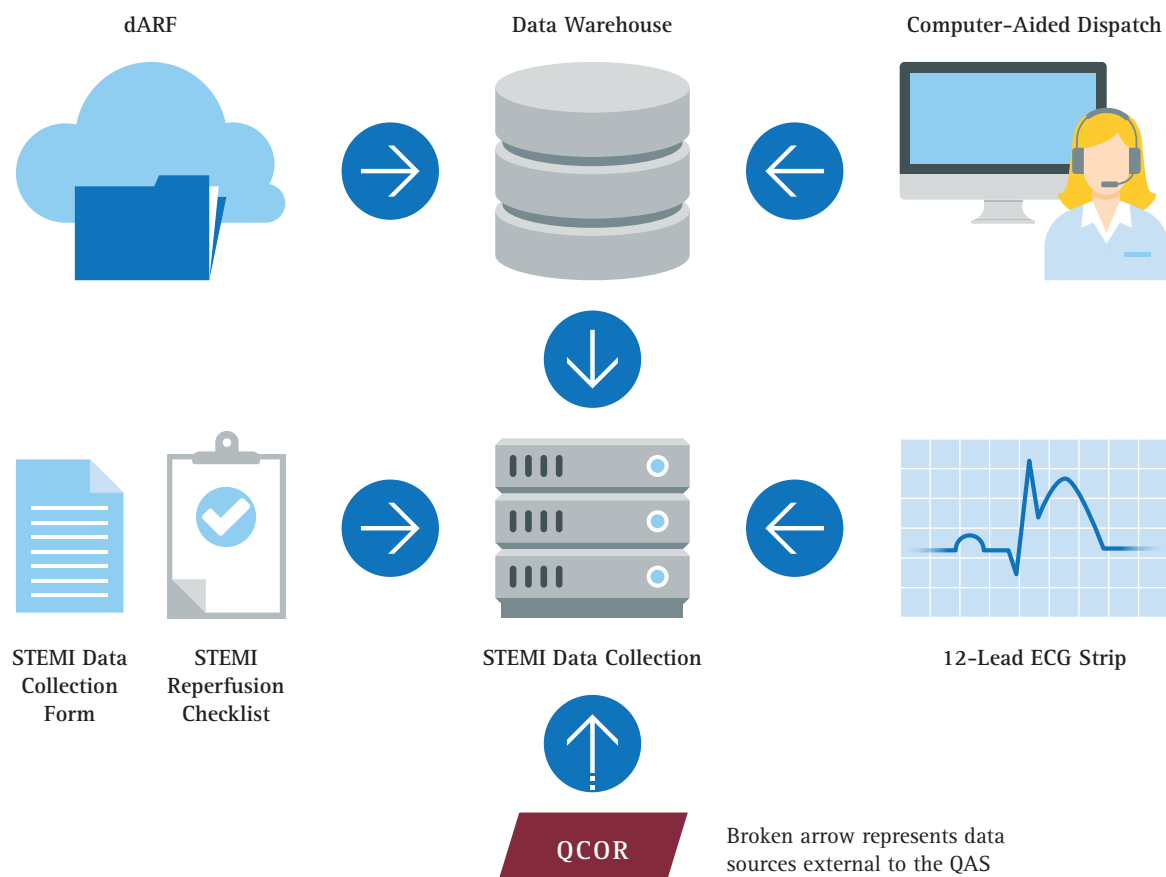 dARF
Data Warehouse
Computer-Aided Dispatch
STEMI Data
Collection
Form
STEMI
Reperfusion
Checklist
STEMI Data Collection
12-Lead ECG Strip
QCOR
Broken arrow represents data
sources external to the QAS